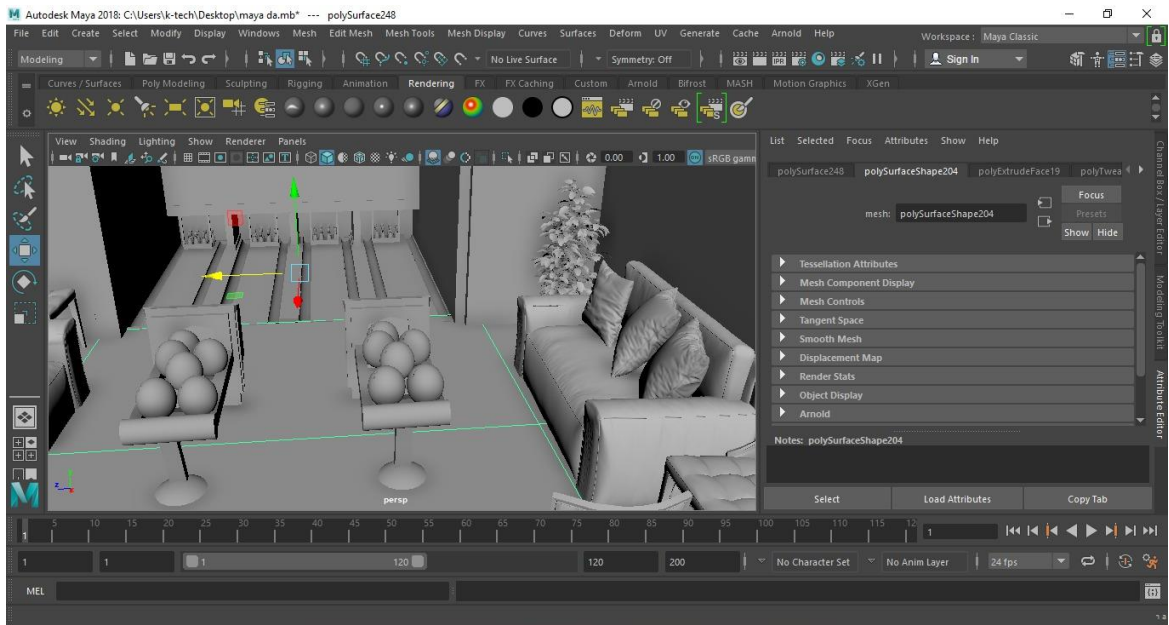 Autodesk Maya 2018: C:\Users\k-tech\Desktop\maya da.mb* --- polySurface248
File Edit Create Select Modify Display Windows Mesh Edit Mesh Mesh Tools Mesh Display Curves Surfaces Deform UV Generate Cache Arnold Help
Workspace : Maya Classic
Modeling No Live Surface Symmetry: Off Sign In
Curves / Surfaces Poly Modeling Sculpting Rigging Animation Rendering FX FX Caching Custom Arnold Bifrost MASH Motion Graphics XGen
View Shading Lighting Show Renderer Panels
0.00 1.00 sRGB gamm
List Selected Focus Attributes Show Help
polySurface248 polySurfaceShape204 polyExtrudeFace19 polyTwea
Focus
mesh: polySurfaceShape204
Presets
Show Hide
Tessellation Attributes
Mesh Component Display
Mesh Controls
Tangent Space
Smooth Mesh
Displacement Map
Render Stats
Object Display
Arnold
Notes: polySurfaceShape204
Select Load Attributes Copy Tab
Channel Box / Layer Editor
Modeling Toolkit
Attribute Editor
persp
5 10 15 20 25 30 35 40 45 50 55 60 65 70 75 80 85 90 95 100 105 110 115 12
1 1
1 1 1 120 120 200 No Character Set No Anim Layer 24 fps
MEL